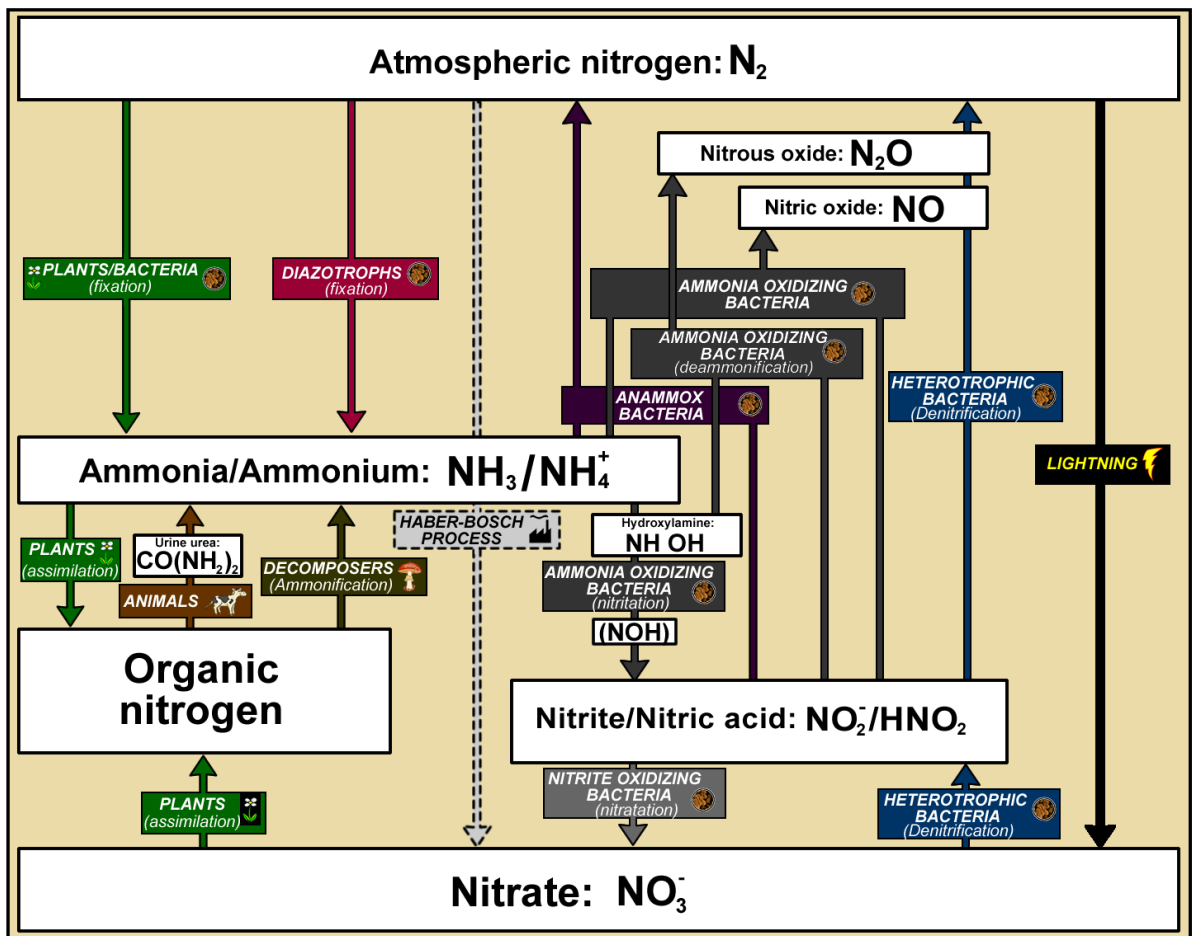 Atmospheric nitrogen: N₂
Nitrous oxide: N₂O
Nitric oxide: NO
PLANTS/BACTERIA
(fixation)
DIAZOTROPHS
(fixation)
AMMONIA OXIDIZING
BACTERIA
AMMONIA OXIDIZING
BACTERIA
(deammonification)
ANAMMOX
BACTERIA
HETEROTROPHIC
BACTERIA
(Denitrification)
LIGHTNING
Ammonia/Ammonium: NH₃/NH₄⁺
PLANTS
(assimilation)
Urine urea:
CO(NH₂)₂
ANIMALS
DECOMPOSERS
(Ammonification)
HABER-BOSCH
PROCESS
Hydroxylamine:
NH OH
AMMONIA OXIDIZING
BACTERIA
(nitritation)
(NOH)
Organic
nitrogen
Nitrite/Nitric acid: NO₂⁻/HNO₂
PLANTS
(assimilation)
NITRITE OXIDIZING
BACTERIA
(nitratation)
HETEROTROPHIC
BACTERIA
(Denitrification)
Nitrate: NO₃⁻